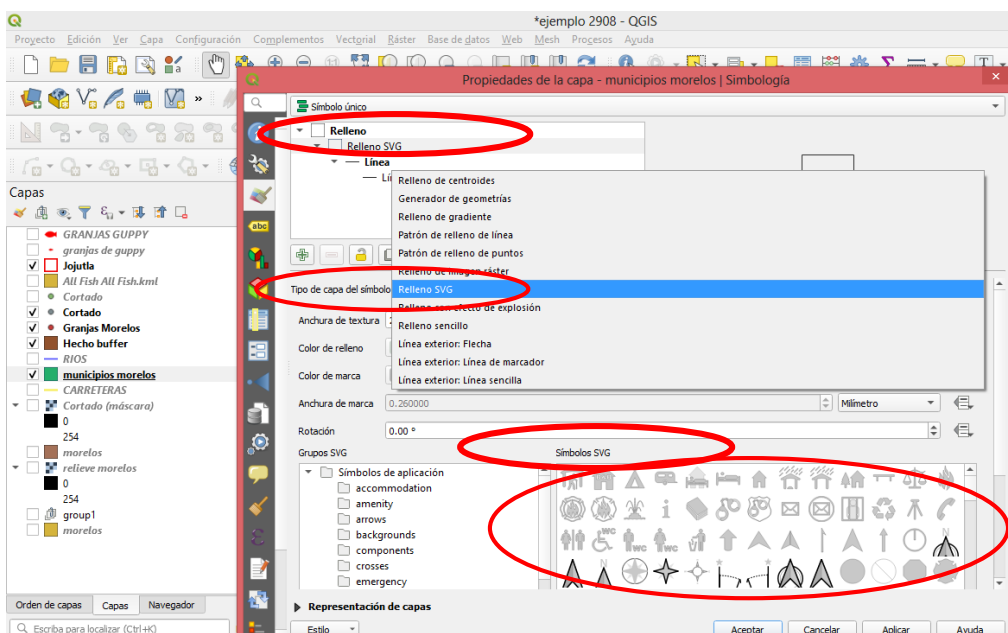 *ejemplo 2908 - QGIS
Proyecto Edición Ver Capa Configuración Complementos Vectorial Ráster Base de datos Web Mesh Procesos Ayuda
Propiedades de la capa - municipios morelos | Simbología
Símbolo único
Relleno
Relleno SVG
Línea
Lí
Relleno de centroides
Generador de geometrías
Relleno de gradiente
Patrón de relleno de línea
Patrón de relleno de puntos
Relleno de imagen ráster
Relleno SVG
Relleno con efecto de explosión
Relleno sencillo
Línea exterior: Flecha
Línea exterior: Línea de marcador
Línea exterior: Línea sencilla
Tipo de capa del símbolo
Anchura de textura
Color de relleno
Color de marca
Anchura de marca 0.260000 Milímetro
Rotación 0.00 °
Grupos SVG Símbolos SVG
Símbolos de aplicación
accommodation
amenity
arrows
backgrounds
components
crosses
emergency
Representación de capas
Estilo Aceptar Cancelar Aplicar Ayuda
abc
Capas
GRANJAS GUPPY
granjas de guppy
Jojutla
All Fish All Fish.kml
Cortado
Cortado
Granjas Morelos
Hecho buffer
RIOS
municipios morelos
CARRETERAS
Cortado (máscara)
0
254
morelos
relieve morelos
0
254
group1
morelos
Orden de capas Capas Navegador
Escriba para localizar (Ctrl+K)